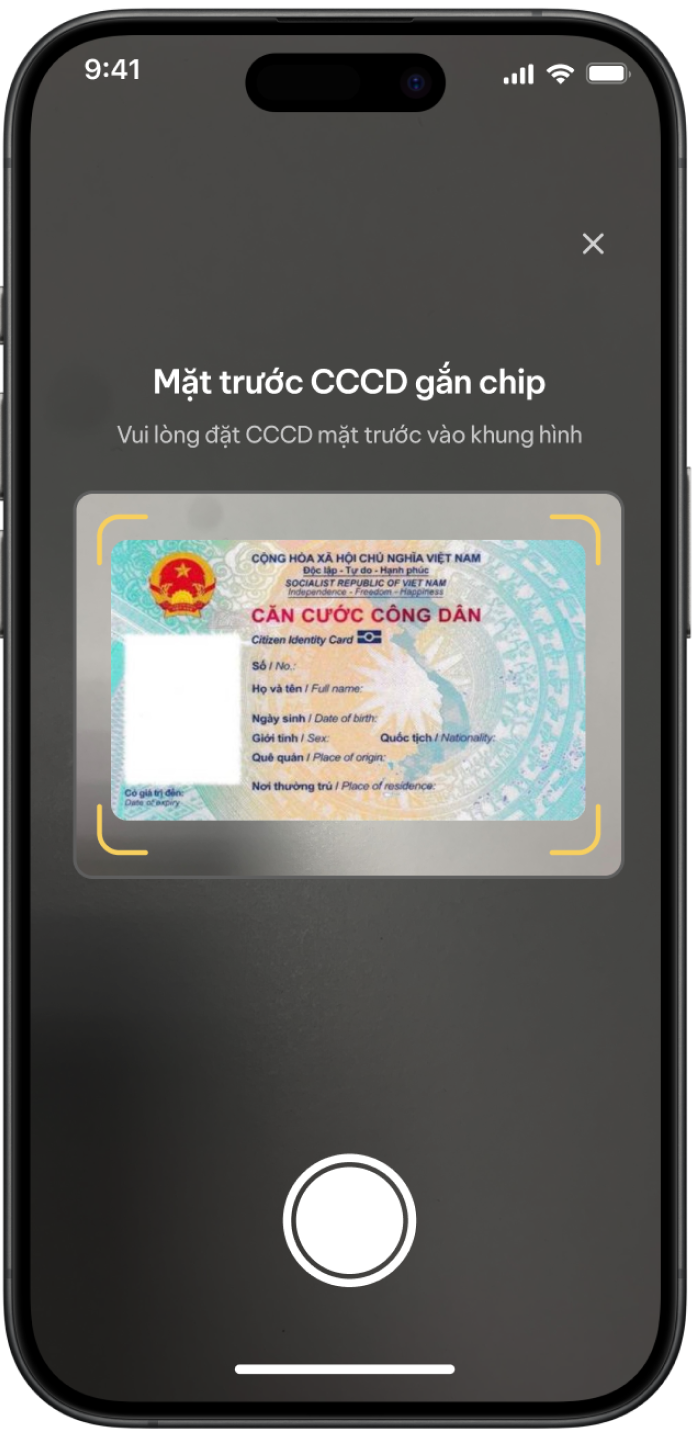 9:41
Mặt trước CCCD gắn chip
Vui lòng đặt CCCD mặt trước vào khung hình
CỘNG HÒA XÃ HỘI CHỦ NGHĨA VIỆT NAM
Độc lập - Tự do - Hạnh phúc
SOCIALIST REPUBLIC OF VIET NAM
Independence - Freedom - Happiness
CĂN CƯỚC CÔNG DÂN
Citizen Identity Card
Số / No.:
Họ và tên / Full name:
Ngày sinh / Date of birth:
Giới tính / Sex: Quốc tịch / Nationality:
Quê quán / Place of origin:
Nơi thường trú / Place of residence:
Có giá trị đến:
Date of expiry